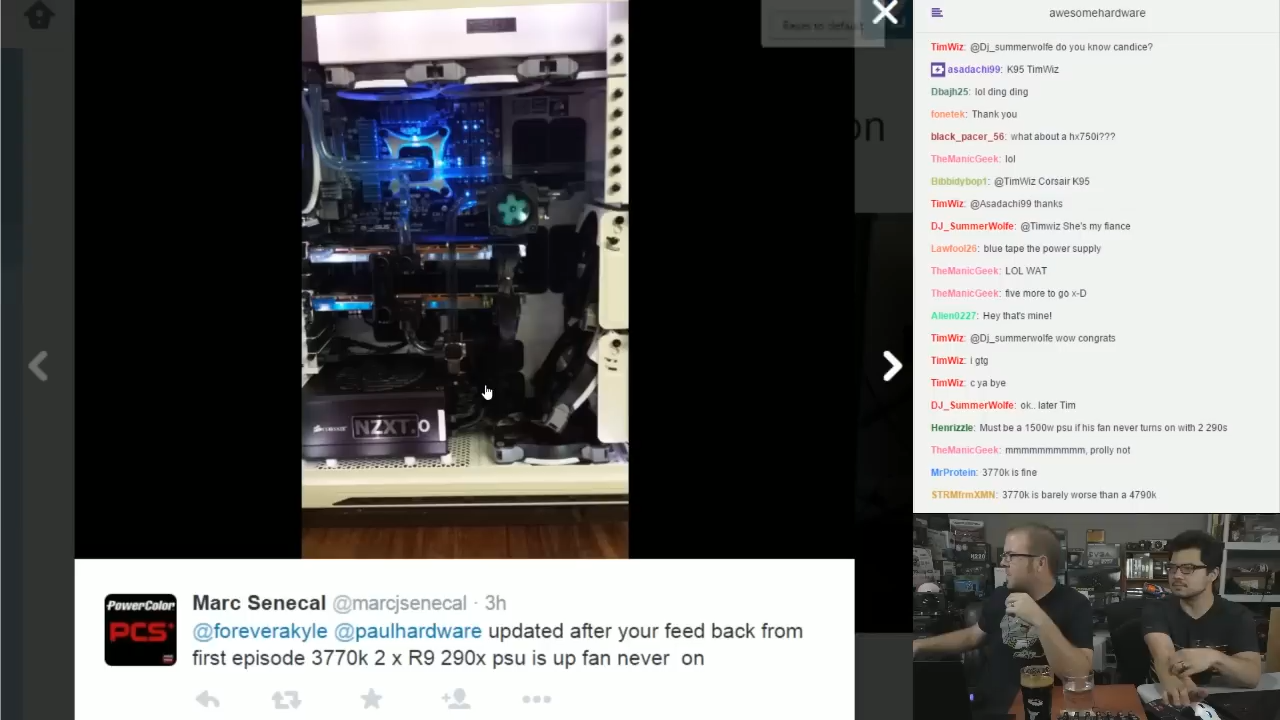 Return to default
on
NZXT.O
Marc Senecal @marcjsenecal · 3h
PowerColor
PCS+
@foreverakyle @paulhardware updated after your feed back from
first episode 3770k 2 x R9 290x psu is up fan never on
awesomehardware
TimWiz: @Dj_summerwolfe do you know candice?
asadachi99: K95 TimWiz
Dbajh25: lol ding ding
fonetek: Thank you
black_pacer_56: what about a hx750i???
TheManicGeek: lol
Bibbidybop1: @TimWiz Corsair K95
TimWiz: @Asadachi99 thanks
DJ_SummerWolfe: @Timwiz She's my fiance
Lawfool26: blue tape the power supply
TheManicGeek: LOL WAT
TheManicGeek: five more to go x-D
Alien0227: Hey that's mine!
TimWiz: @Dj_summerwolfe wow congrats
TimWiz: i gtg
TimWiz: c ya bye
DJ_SummerWolfe: ok.. later Tim
Henrizzle: Must be a 1500w psu if his fan never turns on with 2 290s
TheManicGeek: mmmmmmmmmm, prolly not
MrProtein: 3770k is fine
STRMfrmXMN: 3770k is barely worse than a 4790k